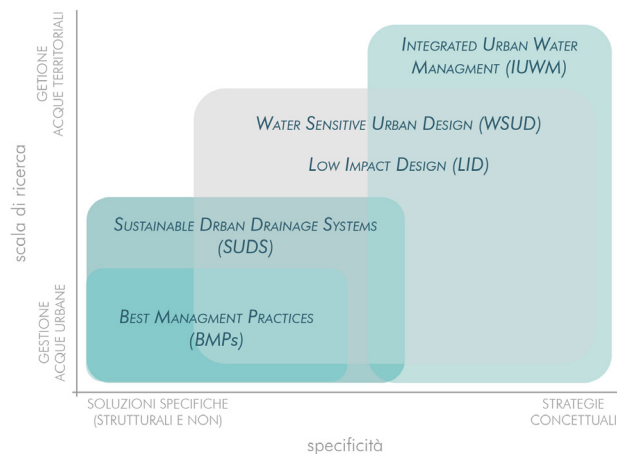 GETIONE
ACQUE TERRITORIALI
INTEGRATED URBAN WATER
MANAGMENT (IUWM)
WATER SENSITIVE URBAN DESIGN (WSUD)
LOW IMPACT DESIGN (LID)
scala di ricerca
SUSTAINABLE DRBAN DRAINAGE SYSTEMS
(SUDS)
BEST MANAGMENT PRACTICES
(BMPs)
GESTIONE
ACQUE URBANE
SOLUZIONI SPECIFICHE
(STRUTTURALI E NON)
STRATEGIE
CONCETTUALI
specificità